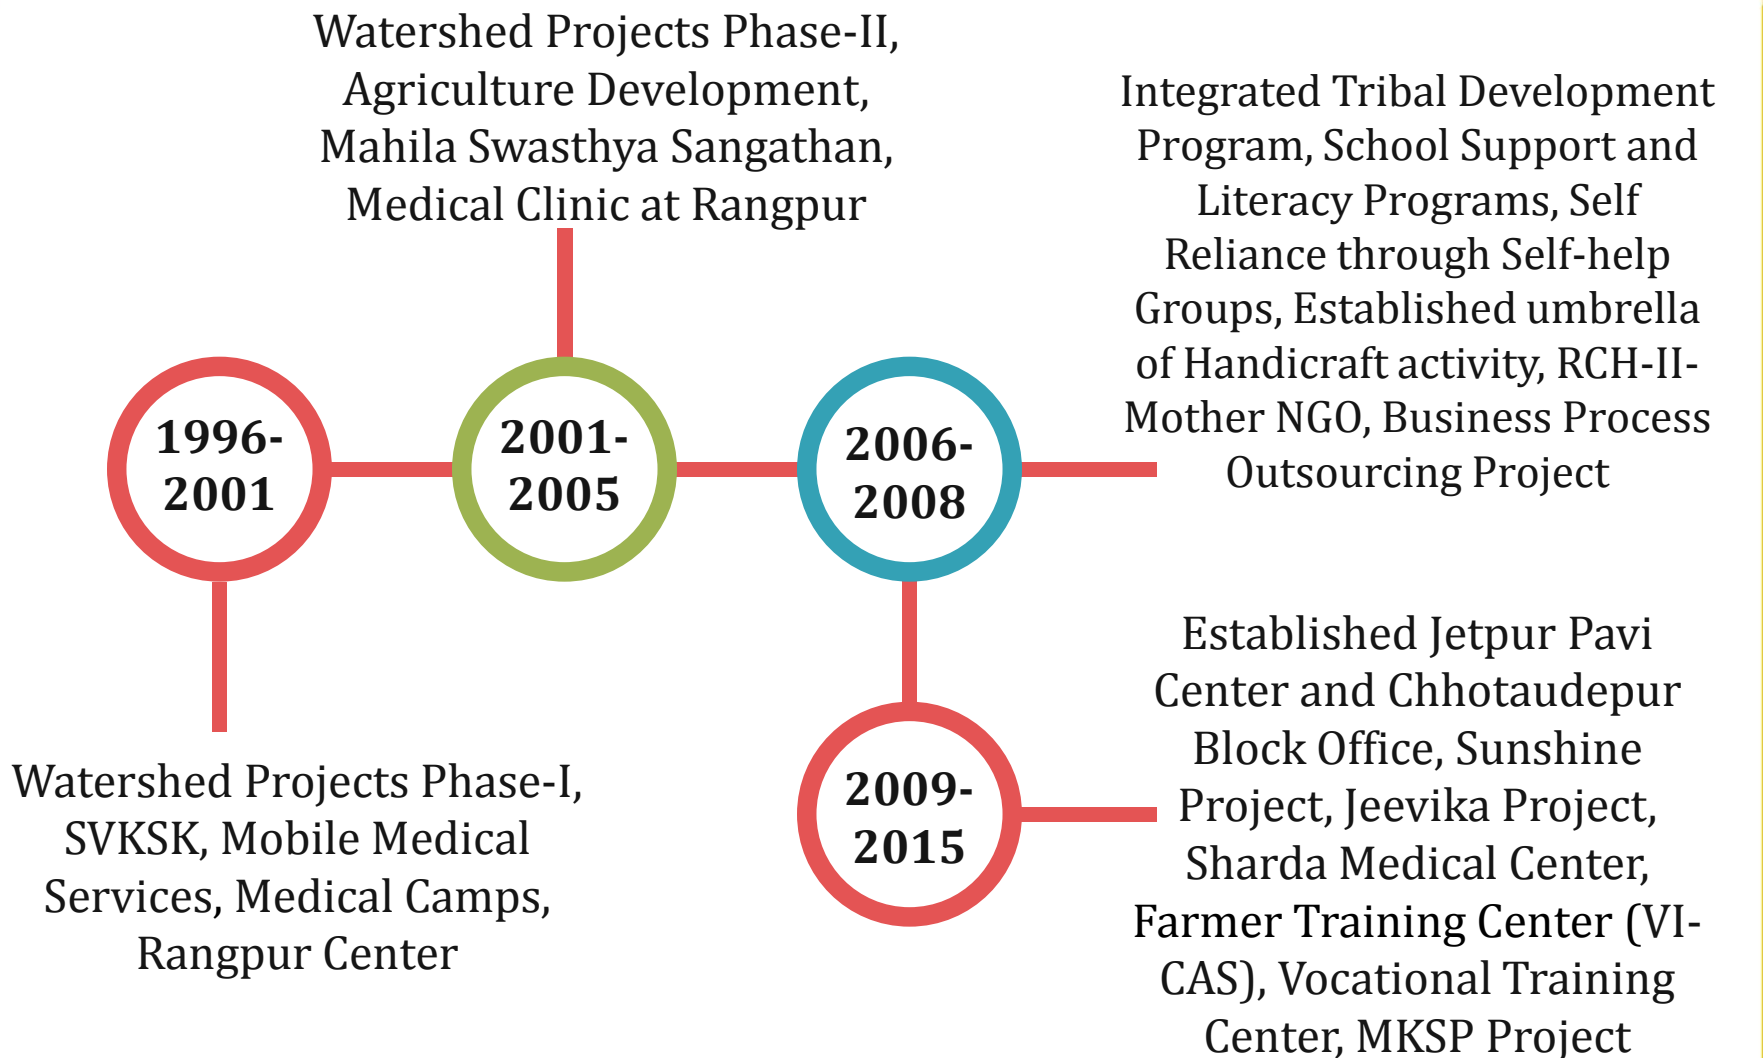 Watershed Projects Phase-II,
Agriculture Development,
Mahila Swasthya Sangathan,
Medical Clinic at Rangpur
Integrated Tribal Development
Program, School Support and
Literacy Programs, Self
Reliance through Self-help
Groups, Established umbrella
of Handicraft activity, RCH-II-
Mother NGO, Business Process
Outsourcing Project
1996-
2001
2001-
2005
2006-
2008
Watershed Projects Phase-I,
SVKSK, Mobile Medical
Services, Medical Camps,
Rangpur Center
2009-
2015
Established Jetpur Pavi
Center and Chhotaudepur
Block Office, Sunshine
Project, Jeevika Project,
Sharda Medical Center,
Farmer Training Center (VI-
CAS), Vocational Training
Center, MKSP Project